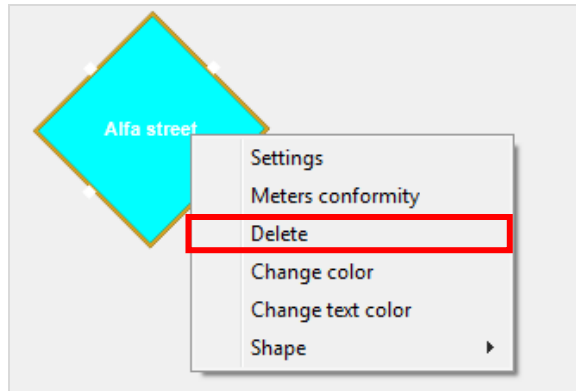 Alfa street
Settings
Meters conformity
Delete
Change color
Change text color
Shape